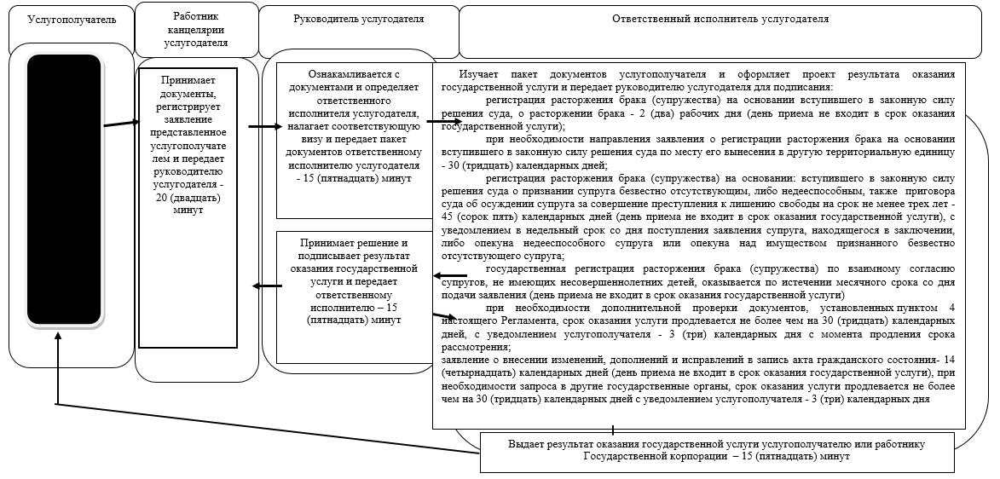 Услугополучатель
Работник
канцелярии
услугодателя
Руководитель услугодателя
Ответственный исполнитель услугодателя
Принимает
документы,
регистрирует
заявление
представленное
услугополучате
лем и передает
руководителю
услугодателя -
20 (двадцать)
минут
Ознакамливается с
документами и определяет
ответственного
исполнителя услугодателя,
налагает соответствующую
визу и передает пакет
документов ответственному
исполнителю услугодателя
- 15 (пятнадцать) минут
Принимает решение и
подписывает результат
оказания государственной
услуги и передает
ответственному
исполнителю – 15
(пятнадцать) минут
Изучает пакет документов услугополучателя и оформляет проект результата оказания
государственной услуги и передает руководителю услугодателя для подписания:
регистрация расторжения брака (супружества) на основании вступившего в законную силу
решения суда, о расторжении брака - 2 (два) рабочих дня (день приема не входит в срок оказания
государственной услуги);
при необходимости направления заявления о регистрации расторжения брака на основании
вступившего в законную силу решения суда по месту его вынесения в другую территориальную единицу
- 30 (тридцать) календарных дней;
регистрация расторжения брака (супружества) на основании: вступившего в законную силу
решения суда о признании супруга безвестно отсутствующим, либо недееспособным, также приговора
суда об осуждении супруга за совершение преступления к лишению свободы на срок не менее трех лет -
45 (сорок пять) календарных дней (день приема не входит в срок оказания государственной услуги), с
уведомлением в недельный срок со дня поступления заявления супруга, находящегося в заключении,
либо опекуна недееспособного супруга или опекуна над имуществом признанного безвестно
отсутствующего супруга;
государственная регистрация расторжения брака (супружества) по взаимному согласию
супругов, не имеющих несовершеннолетних детей, оказывается по истечении месячного срока со дня
подачи заявления (день приема не входит в срок оказания государственной услуги)
при необходимости дополнительной проверки документов, установленных пунктом 4
настоящего Регламента, срок оказания услуги продлевается не более чем на 30 (тридцать) календарных
дней, с уведомлением услугополучателя - 3 (три) календарных дня с момента продления срока
рассмотрения;
заявление о внесении изменений, дополнений и исправлений в запись акта гражданского состояния- 14
(четырнадцать) календарных дней (день приема не входит в срок оказания государственной услуги), при
необходимости запроса в другие государственные органы, срок оказания услуги продлевается не более
чем на 30 (тридцать) календарных дней с уведомлением услугополучателя - 3 (три) календарных дня
Выдает результат оказания государственной услуги услугополучателю или работнику
Государственной корпорации – 15 (пятнадцать) минут